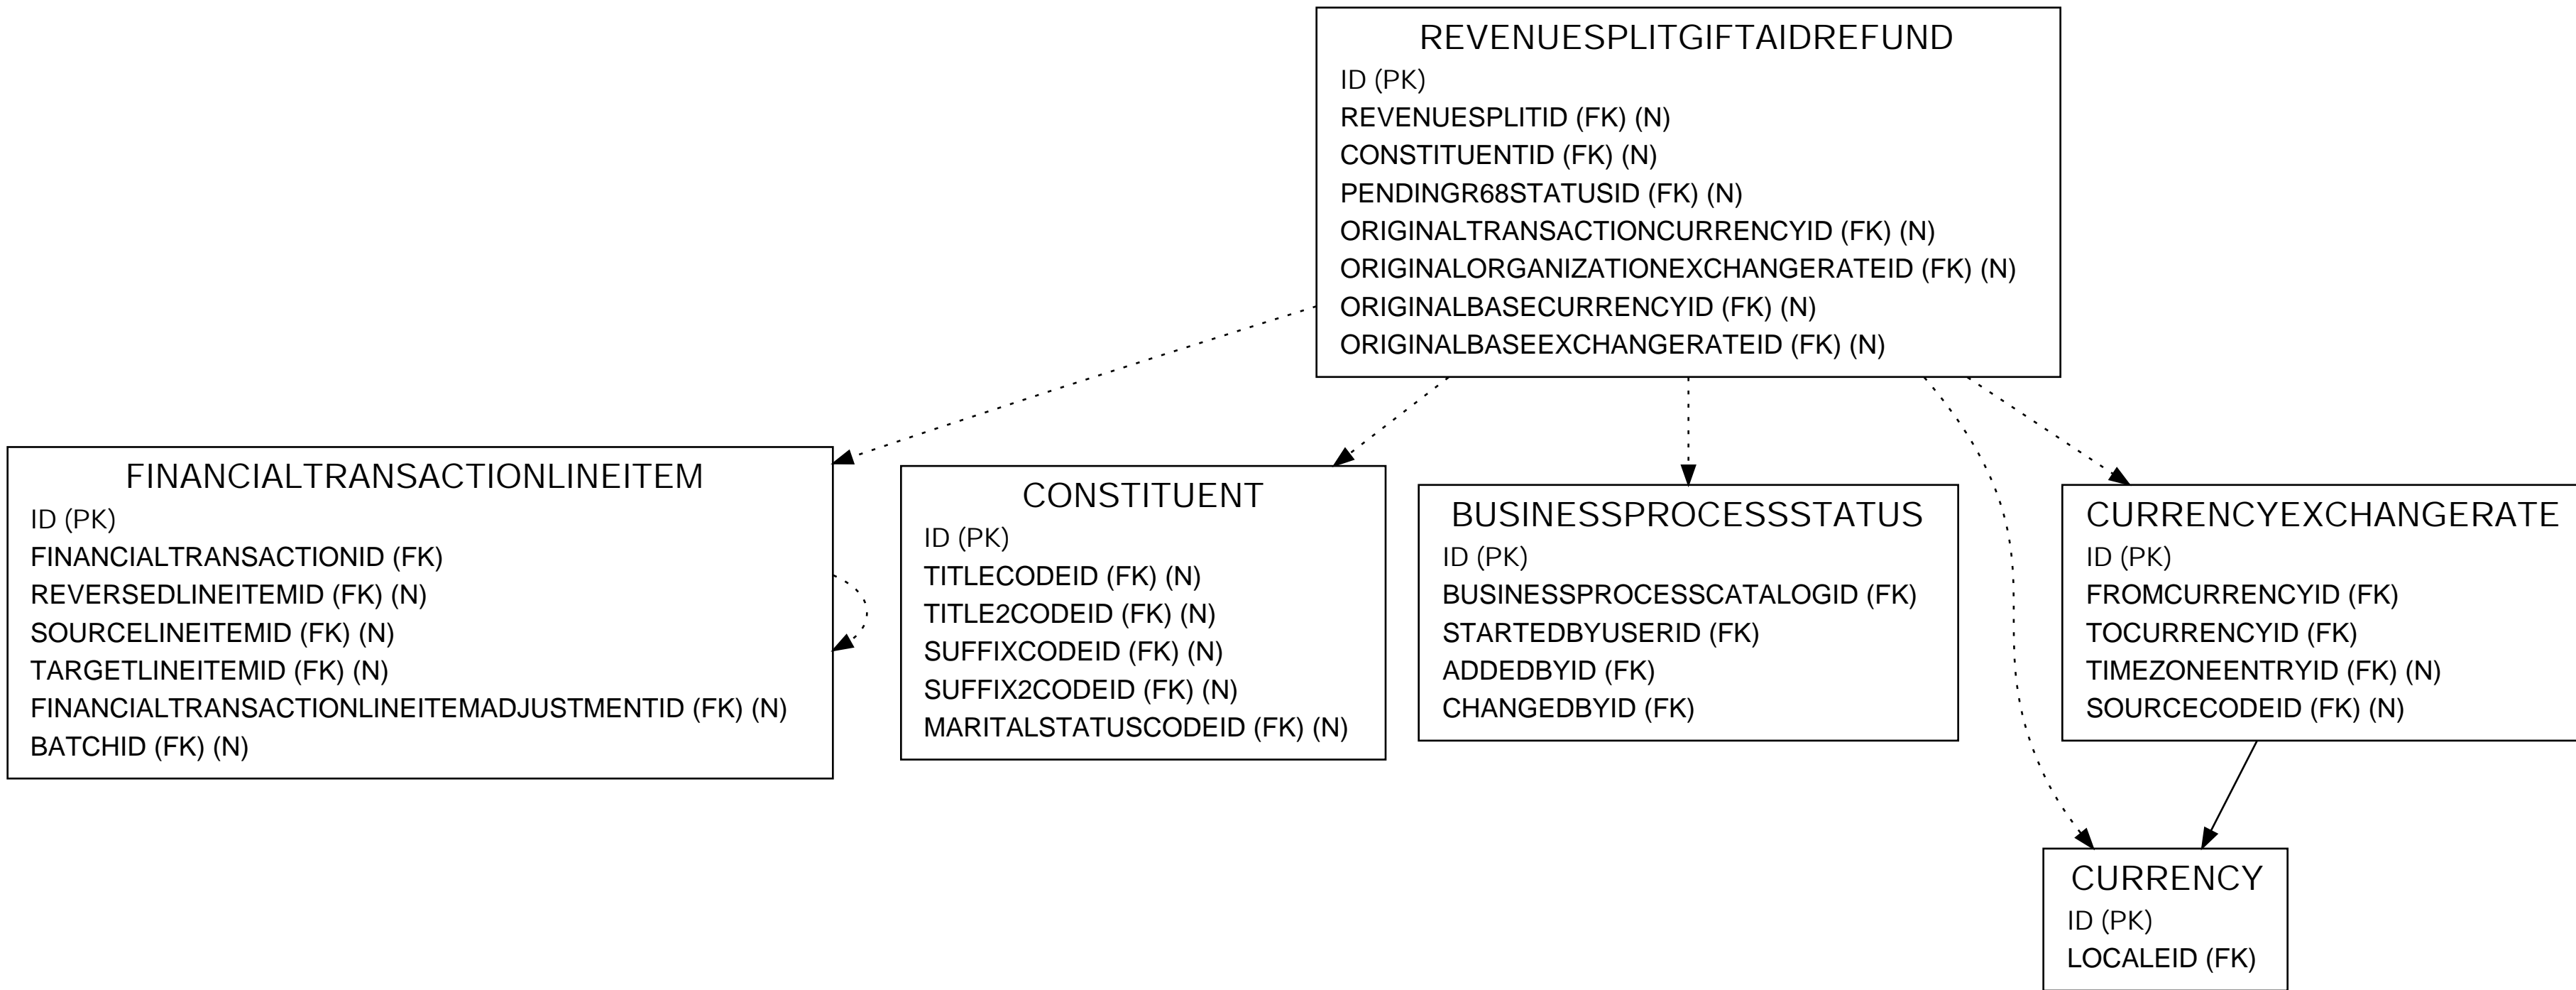 REVENUESPLITGIFTAIDREFUND
ID (PK)
REVENUESPLITID (FK) (N)
CONSTITUENTID (FK) (N)
PENDINGR68STATUSID (FK) (N)
ORIGINALTRANSACTIONCURRENCYID (FK) (N)
ORIGINALORGANIZATIONEXCHANGERATEID (FK) (N)
ORIGINALBASECURRENCYID (FK) (N)
ORIGINALBASEEXCHANGERATEID (FK) (N)
FINANCIALTRANSACTIONLINEITEM
ID (PK)
FINANCIALTRANSACTIONID (FK)
REVERSEDLINEITEMID (FK) (N)
SOURCELINEITEMID (FK) (N)
TARGETLINEITEMID (FK) (N)
FINANCIALTRANSACTIONLINEITEMADJUSTMENTID (FK) (N)
BATCHID (FK) (N)
CONSTITUENT
ID (PK)
TITLECODEID (FK) (N)
TITLE2CODEID (FK) (N)
SUFFIXCODEID (FK) (N)
SUFFIX2CODEID (FK) (N)
MARITALSTATUSCODEID (FK) (N)
BUSINESSPROCESSSTATUS
ID (PK)
BUSINESSPROCESSCATALOGID (FK)
STARTEDBYUSERID (FK)
ADDEDBYID (FK)
CHANGEDBYID (FK)
CURRENCYEXCHANGERATE
ID (PK)
FROMCURRENCYID (FK)
TOCURRENCYID (FK)
TIMEZONEENTRYID (FK) (N)
SOURCECODEID (FK) (N)
CURRENCY
ID (PK)
LOCALEID (FK)